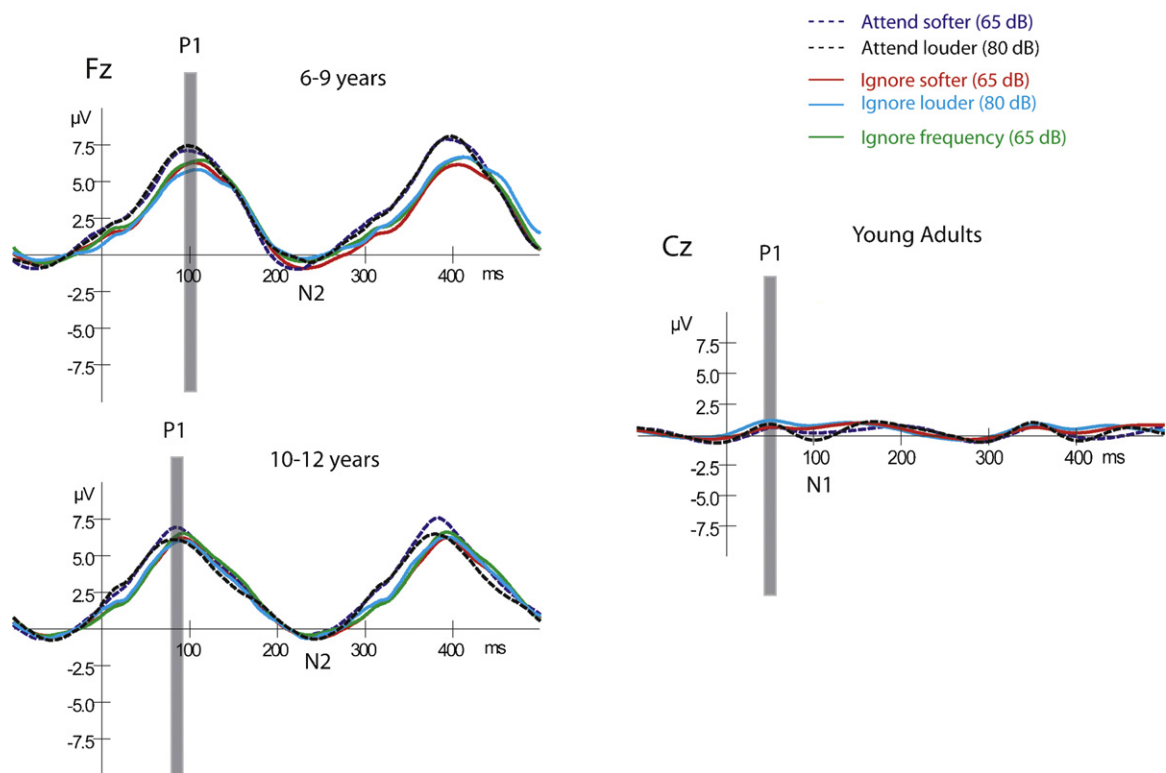 Attend softer (65 dB)
Attend louder (80 dB)
Ignore softer (65 dB)
Ignore louder (80 dB)
Ignore frequency (65 dB)
P1
Fz
6-9 years
µV
7.5
5.0
2.5
100
200
300
400
ms
N2
-2.5
-5.0
-7.5
P1
10-12 years
µV
7.5
5.0
2.5
100
200
300
400
ms
N2
-2.5
-5.0
-7.5
Cz
P1
Young Adults
µV
7.5
5.0
2.5
100
200
300
400
ms
N1
-2.5
-5.0
-7.5